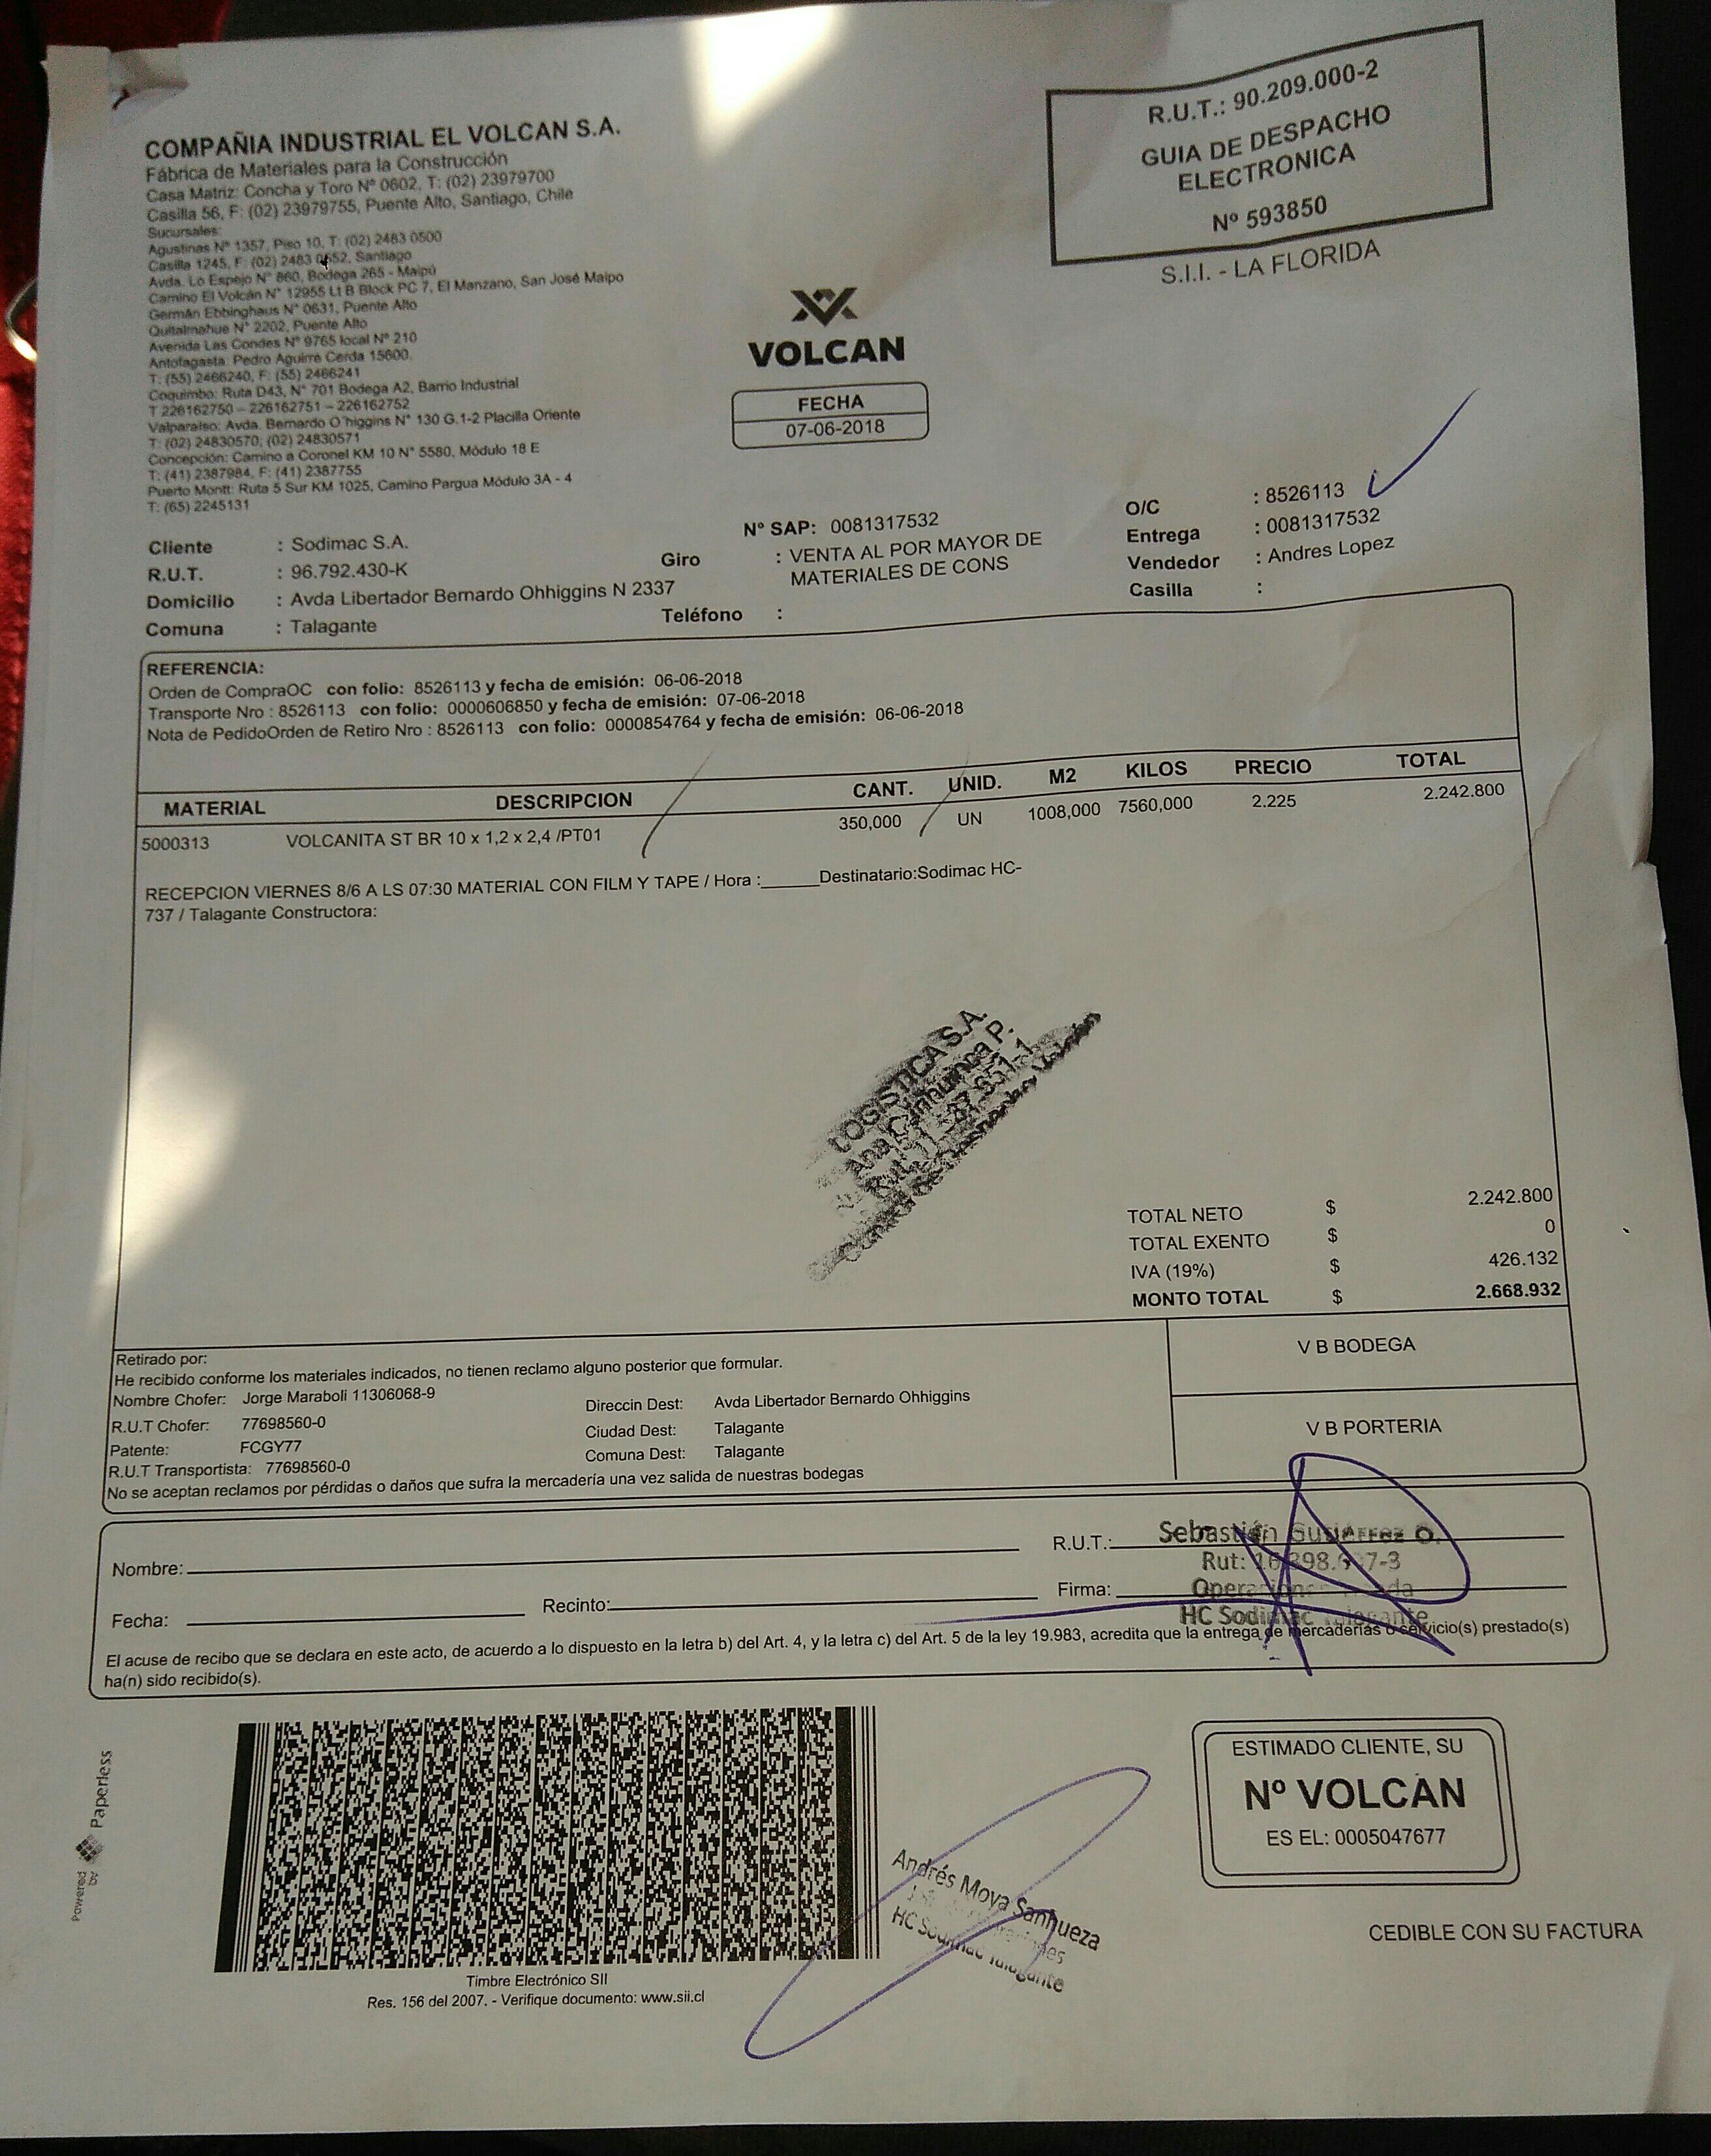 COMPAÑIA INDUSTRIAL EL VOLCAN S.A.
Fábrica de Materiales para la Construcción
Casa Matriz: Concha y Toro Nº 0602, T: (02) 23979700
Casilla 56, F: (02) 23979755, Puente Alto, Santiago, Chile
Sucursales:
Agustinas Nº 1357, Piso 10, T: (02) 2483 0500
Casilla 1245, F: (02) 2483 0652, Santiago
Avda. Lo Espejo N° 860, Bodega 265 - Maipú
Camino El Volcán N° 12955 Lt B Block PC 7, El Manzano, San José Maipo
Germán Ebbinghaus N° 0631, Puente Alto
Quitalmahue N° 2202, Puente Alto
Avenida Las Condes N° 9765 local N° 210
Antofagasta: Pedro Aguirre Cerda 15600.
T: (55) 2466240, F: (55) 2466241
Coquimbo: Ruta D43, N° 701 Bodega A2, Barrio Industrial
T 226162750 – 226162751 – 226162752
Valparaíso: Avda. Bernardo O´higgins N° 130 G.1-2 Placilla Oriente
T: (02) 24830570; (02) 24830571
Concepción: Camino a Coronel KM 10 N° 5580, Módulo 18 E
T: (41) 2387984, F: (41) 2387755
Puerto Montt: Ruta 5 Sur KM 1025, Camino Pargua Módulo 3A - 4
T: (65) 2245131
R.U.T.: 90.209.000-2
GUIA DE DESPACHO
ELECTRONICA
Nº 593850
S.I.I. - LA FLORIDA
VOLCAN
FECHA
07-06-2018
Cliente : Sodimac S.A.
R.U.T. : 96.792.430-K
Domicilio : Avda Libertador Bernardo Ohhiggins N 2337
Comuna : Talagante
Nº SAP: 0081317532
Giro : VENTA AL POR MAYOR DE
MATERIALES DE CONS
Teléfono :
O/C : 8526113
Entrega : 0081317532
Vendedor : Andres Lopez
Casilla :
REFERENCIA:
Orden de CompraOC con folio: 8526113 y fecha de emisión: 06-06-2018
Transporte Nro : 8526113 con folio: 0000606850 y fecha de emisión: 07-06-2018
Nota de PedidoOrden de Retiro Nro : 8526113 con folio: 0000854764 y fecha de emisión: 06-06-2018
MATERIAL DESCRIPCION CANT. UNID. M2 KILOS PRECIO TOTAL
5000313 VOLCANITA ST BR 10 x 1,2 x 2,4 /PT01 350,000 UN 1008,000 7560,000 2.225 2.242.800
RECEPCION VIERNES 8/6 A LS 07:30 MATERIAL CON FILM Y TAPE / Hora :______Destinatario:Sodimac HC-
737 / Talagante Constructora:
LOGISTICA S.A.
Ana P.
TOTAL NETO $ 2.242.800
TOTAL EXENTO $ 0
IVA (19%) $ 426.132
MONTO TOTAL $ 2.668.932
Retirado por:
He recibido conforme los materiales indicados, no tienen reclamo alguno posterior que formular.
Nombre Chofer: Jorge Maraboli 11306068-9
R.U.T Chofer: 77698560-0
Patente: FCGY77
R.U.T Transportista: 77698560-0
Direccin Dest: Avda Libertador Bernardo Ohhiggins
Ciudad Dest: Talagante
Comuna Dest: Talagante
No se aceptan reclamos por pérdidas o daños que sufra la mercadería una vez salida de nuestras bodegas
V B BODEGA
V B PORTERIA
Nombre:
R.U.T.:
Fecha:
Recinto:
Firma:
Sebastián Gutiérrez O.
Rut:
HC Sodimac Talagante
El acuse de recibo que se declara en este acto, de acuerdo a lo dispuesto en la letra b) del Art. 4, y la letra c) del Art. 5 de la ley 19.983, acredita que la entrega de mercaderías o servicio(s) prestado(s)
ha(n) sido recibido(s).
Powered by Paperless
Timbre Electrónico SII
Res. 156 del 2007. - Verifique documento: www.sii.cl
Andrés Moya Sanhueza
HC Sodimac Talagante
ESTIMADO CLIENTE, SU
Nº VOLCAN
ES EL: 0005047677
CEDIBLE CON SU FACTURA